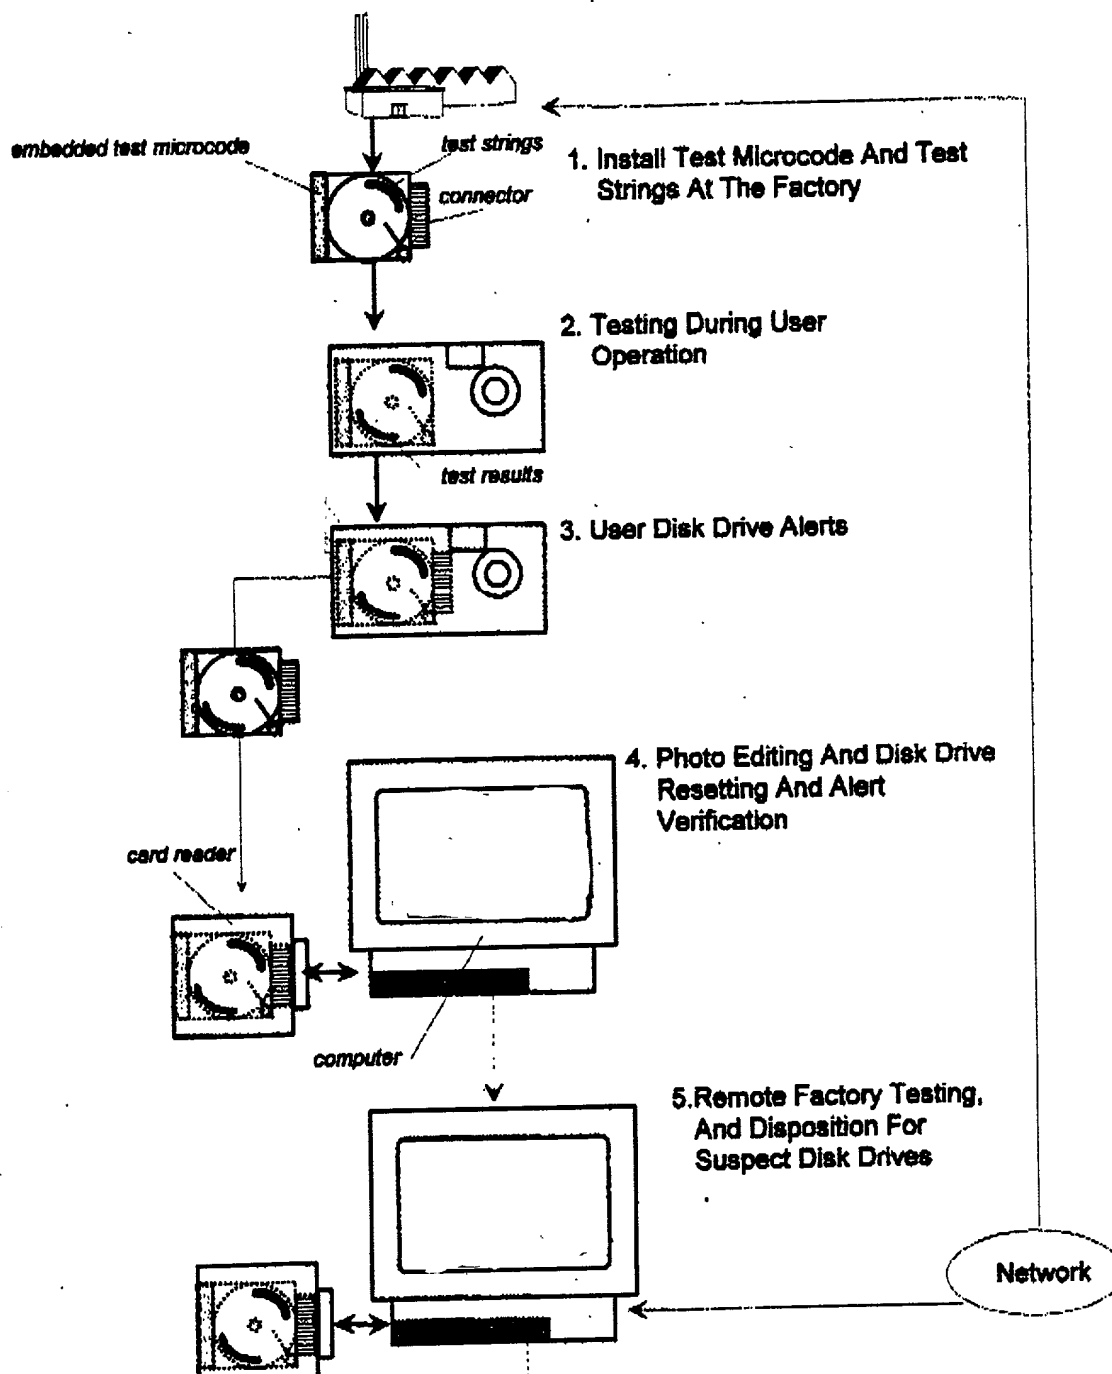 embedded test microcode
test strings
connector
1. Install Test Microcode And Test
Strings At The Factory
2. Testing During User
Operation
test results
3. User Disk Drive Alerts
4. Photo Editing And Disk Drive
Resetting And Alert
Verification
card reader
computer
5.Remote Factory Testing,
And Disposition For
Suspect Disk Drives
Network